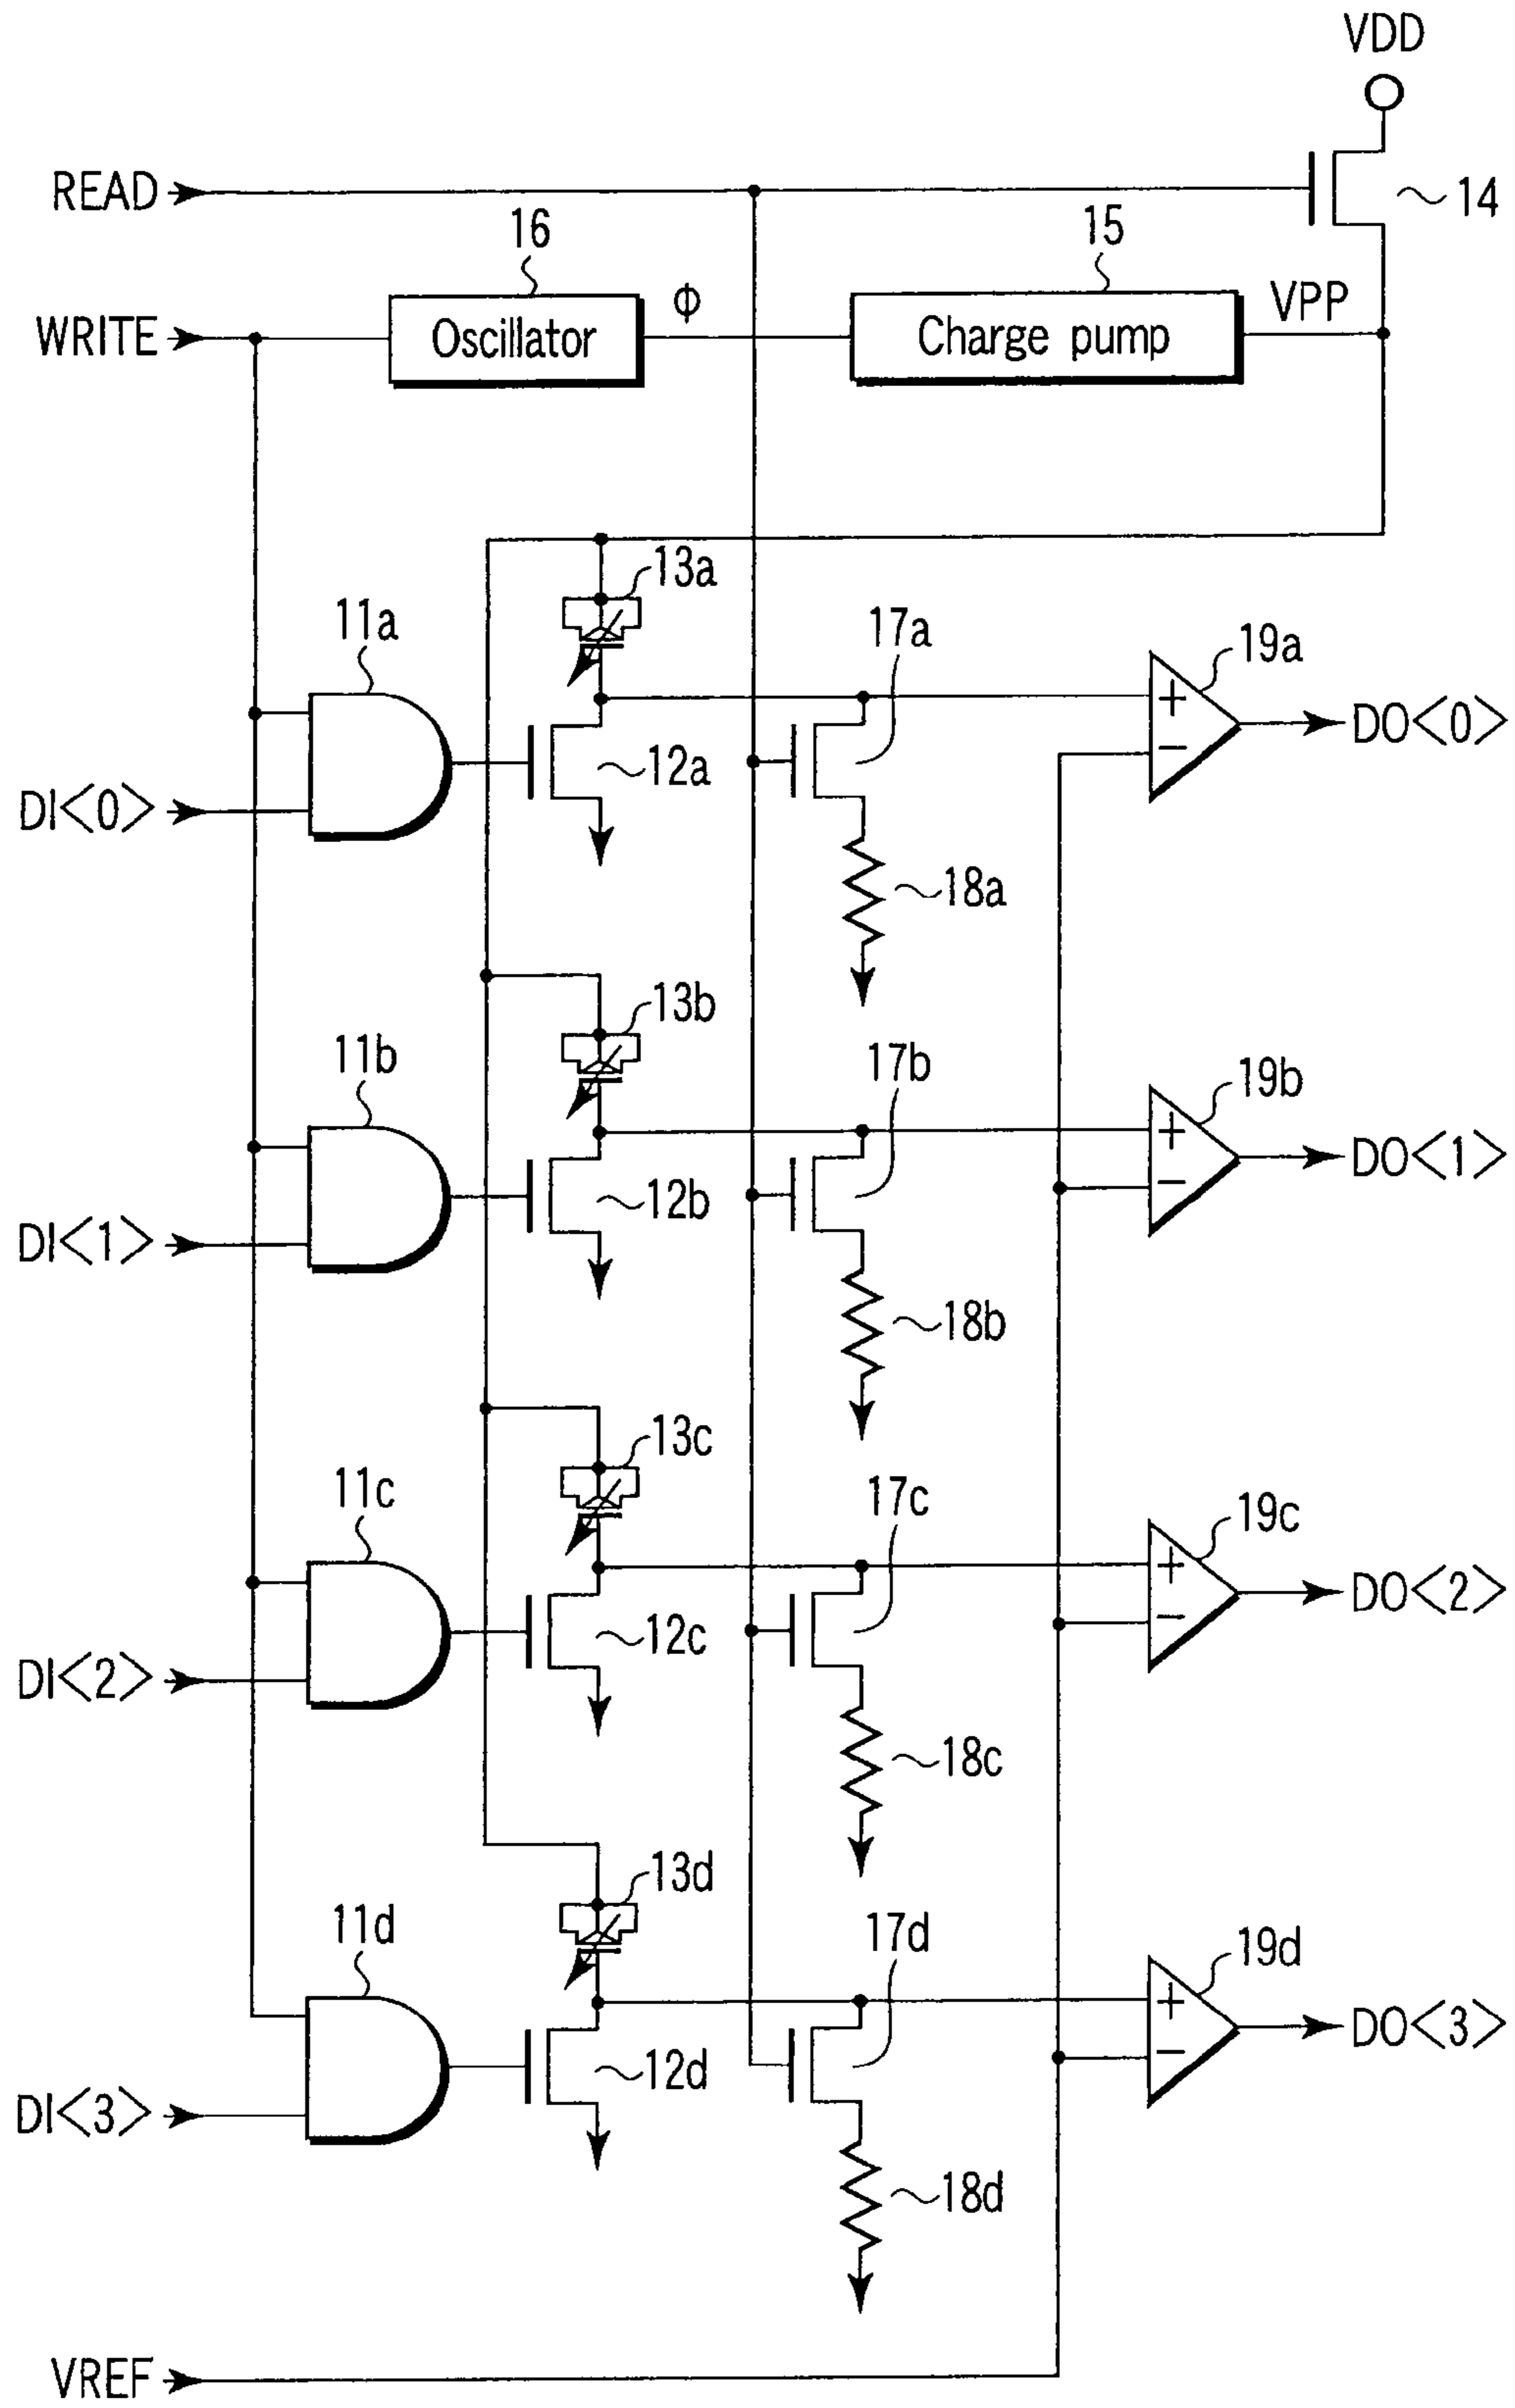 VDD
READ
14
16
15
WRITE
Oscillator
Φ
Charge pump
VPP
13a
11a
17a
19a
+
DO<0>
−
12a
DI<0>
18a
13b
11b
17b
19b
+
DO<1>
−
12b
DI<1>
18b
13c
11c
17c
19c
+
DO<2>
−
12c
DI<2>
18c
13d
11d
17d
19d
+
DO<3>
−
12d
DI<3>
18d
VREF